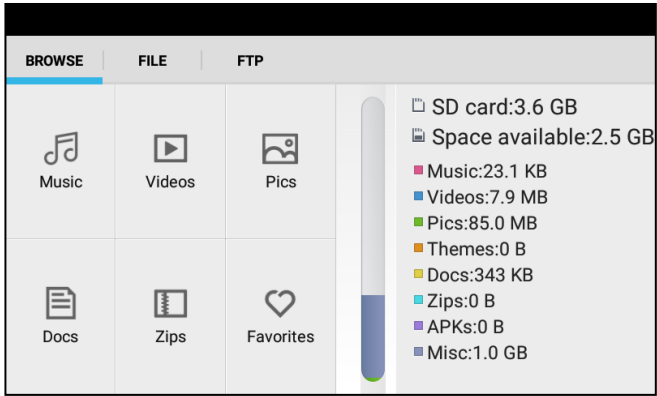 BROWSE FILE FTP
Music Videos Pics
Docs Zips Favorites
SD card:3.6 GB
Space available:2.5 GB
Music:23.1 KB
Videos:7.9 MB
Pics:85.0 MB
Themes:0 B
Docs:343 KB
Zips:0 B
APKs:0 B
Misc:1.0 GB